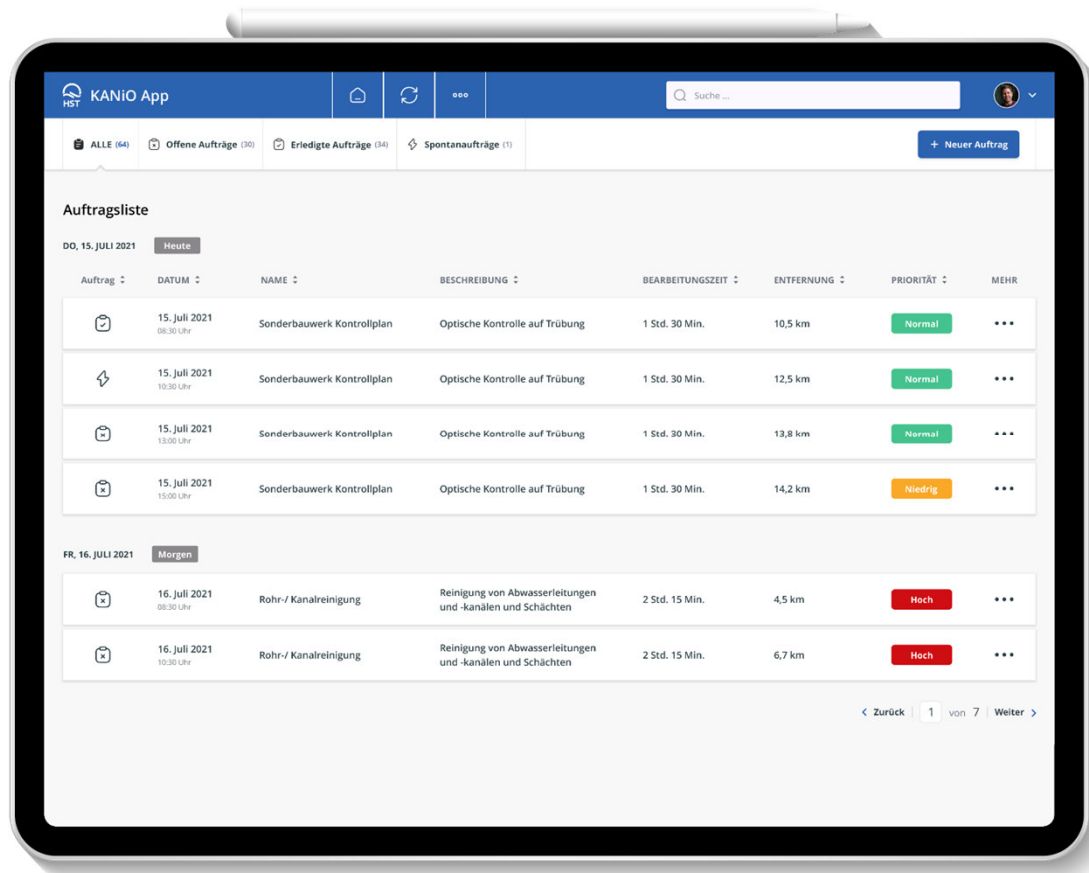 HST KANiO App
Suche ...
ALLE (64) Offene Aufträge (30) Erledigte Aufträge (34) Spontanaufträge (1) + Neuer Auftrag
Auftragsliste
DO, 15. JULI 2021 Heute
Auftrag DATUM NAME BESCHREIBUNG BEARBEITUNGSZEIT ENTFERNUNG PRIORITÄT MEHR
15. Juli 2021 Sonderbauwerk Kontrollplan Optische Kontrolle auf Trübung 1 Std. 30 Min. 10,5 km Normal
08:30 Uhr
15. Juli 2021 Sonderbauwerk Kontrollplan Optische Kontrolle auf Trübung 1 Std. 30 Min. 12,5 km Normal
10:30 Uhr
15. Juli 2021 Sonderbauwerk Kontrollplan Optische Kontrolle auf Trübung 1 Std. 30 Min. 13,8 km Normal
13:00 Uhr
15. Juli 2021 Sonderbauwerk Kontrollplan Optische Kontrolle auf Trübung 1 Std. 30 Min. 14,2 km Niedrig
15:00 Uhr
FR, 16. JULI 2021 Morgen
16. Juli 2021 Rohr-/ Kanalreinigung Reinigung von Abwasserleitungen 2 Std. 15 Min. 4,5 km Hoch
08:30 Uhr und -kanälen und Schächten
16. Juli 2021 Rohr-/ Kanalreinigung Reinigung von Abwasserleitungen 2 Std. 15 Min. 6,7 km Hoch
10:30 Uhr und -kanälen und Schächten
Zurück 1 von 7 Weiter